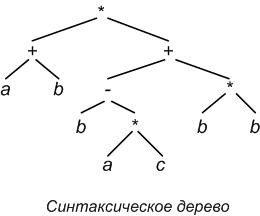 *
+ +
a b - *
b * b b
a c
Синтаксическое дерево